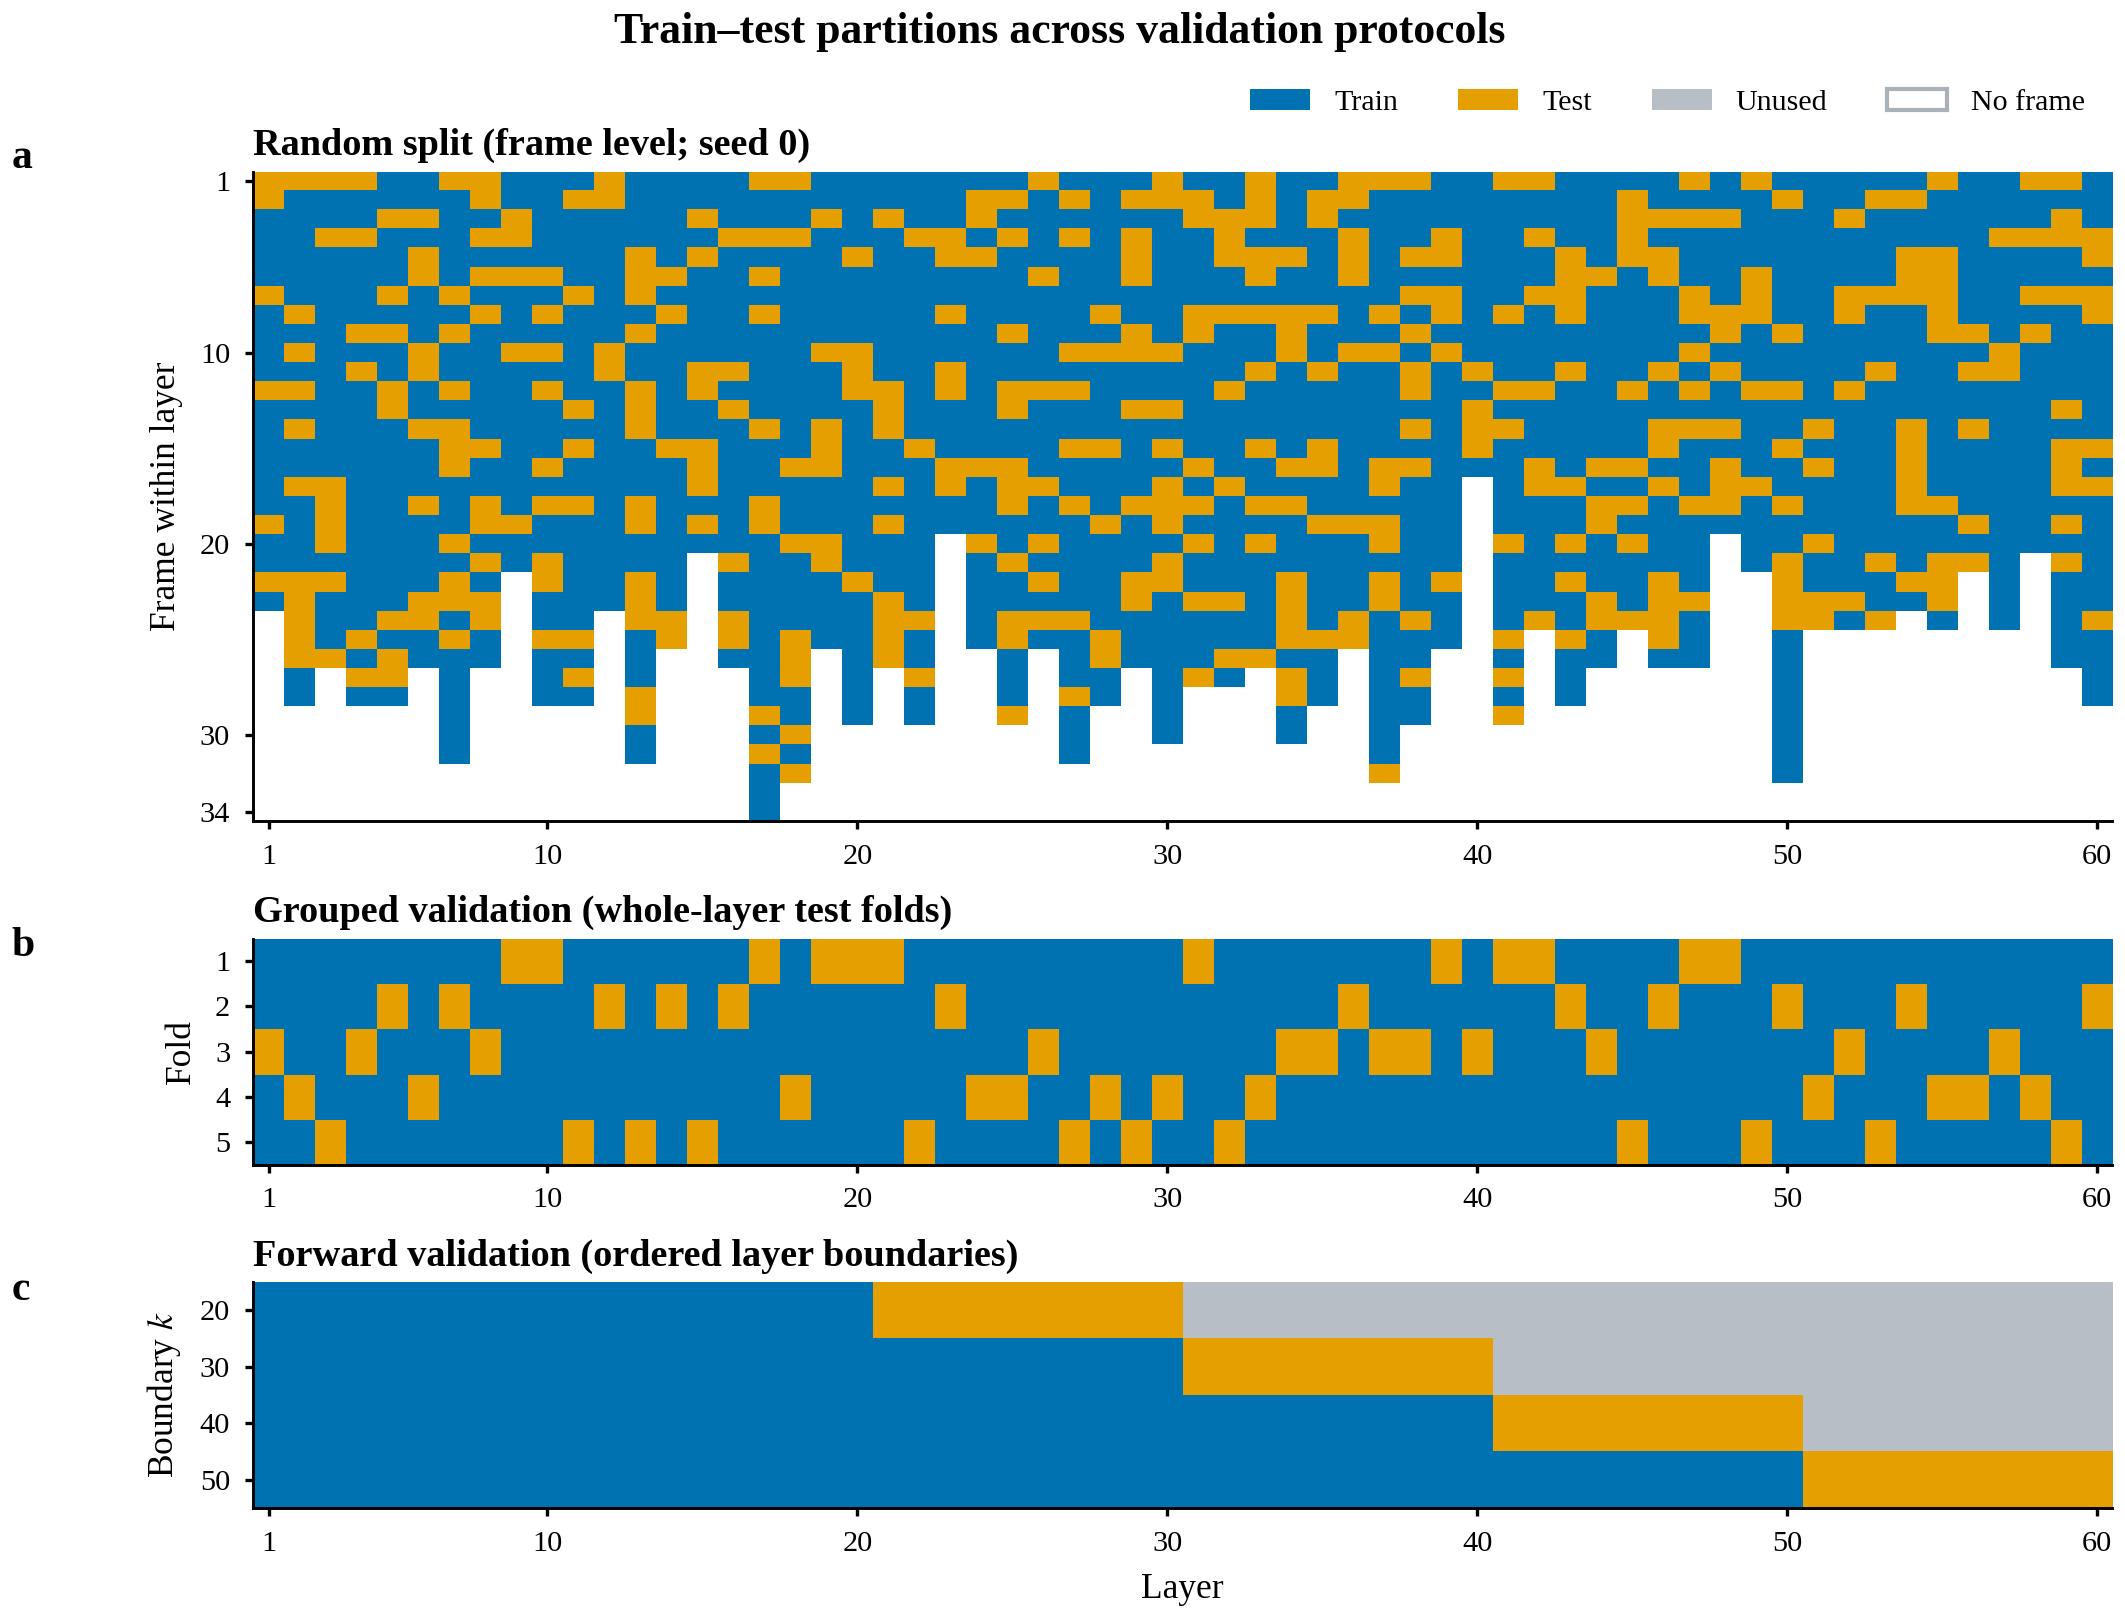 Train–test partitions across validation protocols
Train Test Unused No frame
a
Random split (frame level; seed 0)
Frame within layer
1
10
20
30
34
1 10 20 30 40 50 60
b
Grouped validation (whole-layer test folds)
Fold
1
2
3
4
5
1 10 20 30 40 50 60
c
Forward validation (ordered layer boundaries)
Boundary k
20
30
40
50
1 10 20 30 40 50 60
Layer